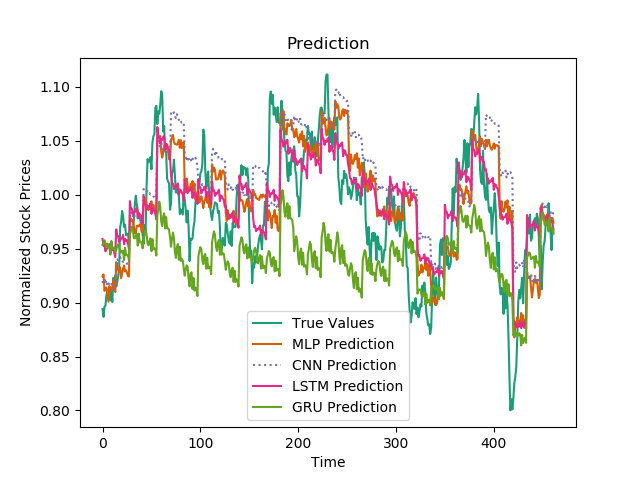 Prediction
1.10
1.05
1.00
0.95
0.90
0.85
0.80
Normalized Stock Prices
True Values
MLP Prediction
CNN Prediction
LSTM Prediction
GRU Prediction
0 100 200 300 400
Time